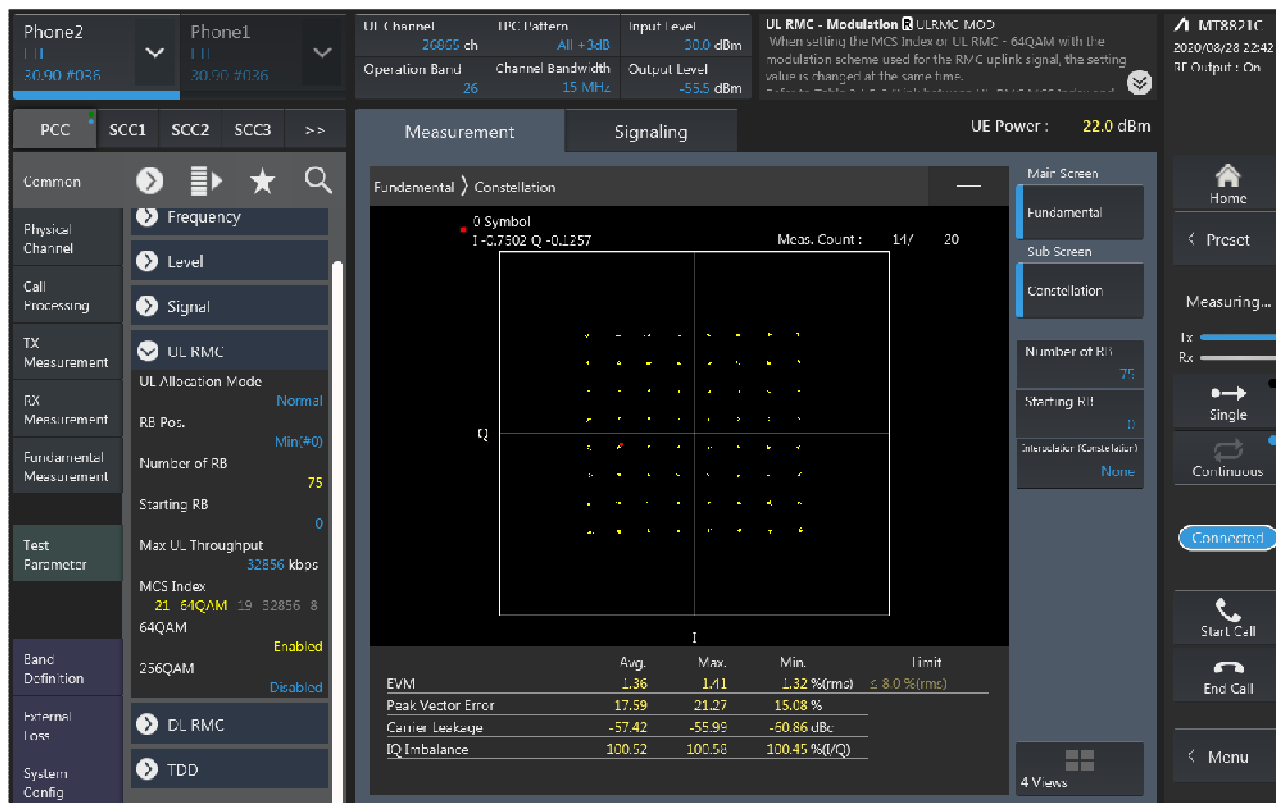 Phone2
30.90 #036
Phone1
30.90 #036
UL Channel
26865 ch
TPC Pattern
All +3dB
Input Level
30.0 dBm
Operation Band
26
Channel Bandwidth
15 MHz
Output Level
-55.5 dBm
UL RMC - Modulation R ULRMC_MOD
When setting the MCS Index or UL RMC - 64QAM with the
modulation scheme used for the RMC uplink signal, the setting
value is changed at the same time.
MT8821C
2020/08/28 22:42
RF Output : On
PCC
SCC1
SCC2
SCC3
>>
Measurement
Signaling
UE Power : 22.0 dBm
Common
Physical
Channel
Call
Processing
TX
Measurement
RX
Measurement
Fundamental
Measurement
Test
Parameter
Band
Definition
External
Loss
System
Config
Frequency
Level
Signal
UL RMC
UL Allocation Mode
Normal
RB Pos.
Min(#0)
Number of RB
75
Starting RB
0
Max UL Throughput
32856 kbps
MCS Index
21 64QAM 19 32856 8
64QAM
Enabled
256QAM
Disabled
DL RMC
TDD
Fundamental
Constellation
0 Symbol
I -0.7502 Q -0.1257
Meas. Count : 14/ 20
Q
I
Avg. Max. Min. Limit
EVM 1.36 1.41 1.32 %(rms) ≤ 8.0 %(rms)
Peak Vector Error 17.59 21.27 15.08 %
Carrier Leakage -57.42 -55.99 -60.86 dBc
IQ Imbalance 100.52 100.58 100.45 %(I/Q)
Main Screen
Fundamental
Sub Screen
Constellation
Number of RB
75
Starting RB
0
Interpolation (Constellation)
None
4 Views
Home
< Preset
Measuring...
Tx
Rx
Single
Continuous
Connected
Start Call
End Call
< Menu